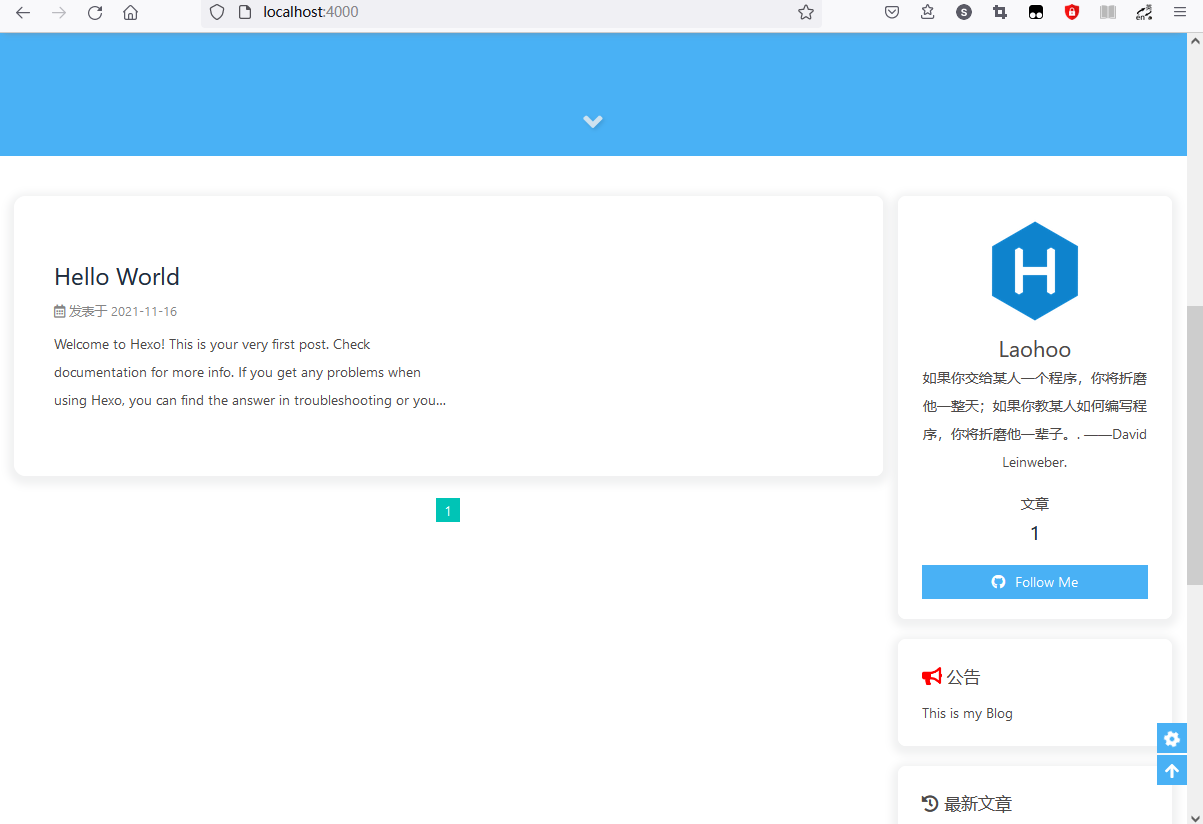 localhost:4000
Hello World
发表于 2021-11-16
Welcome to Hexo! This is your very first post. Check
documentation for more info. If you get any problems when
using Hexo, you can find the answer in troubleshooting or you...
1
H
Laohoo
如果你交给某人一个程序，你将折磨
他一整天；如果你教某人如何编写程
序，你将折磨他一辈子。. ——David
Leinweber.
文章
1
Follow Me
公告
This is my Blog
最新文章